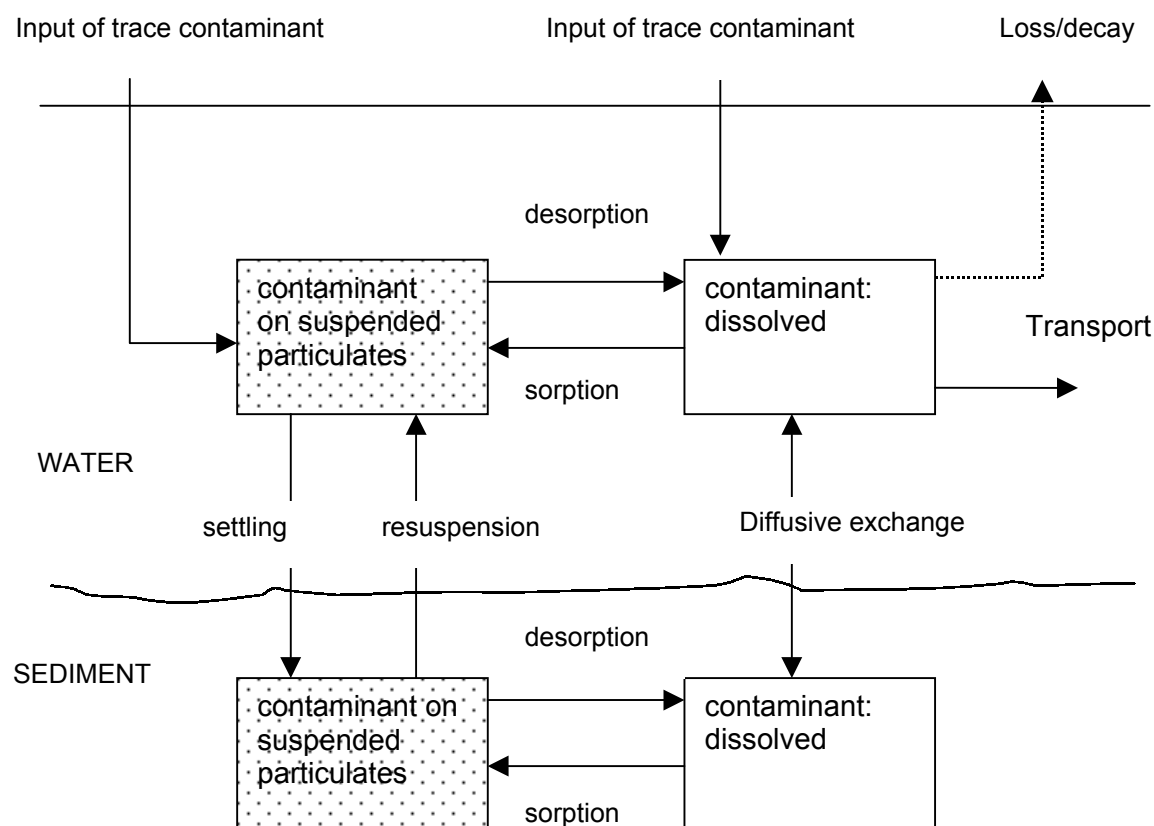 Input of trace contaminant
Input of trace contaminant
Loss/decay
desorption
contaminant
on suspended
particulates
contaminant:
dissolved
Transport
sorption
WATER
settling
resuspension
Diffusive exchange
desorption
SEDIMENT
contaminant on
suspended
particulates
contaminant:
dissolved
sorption